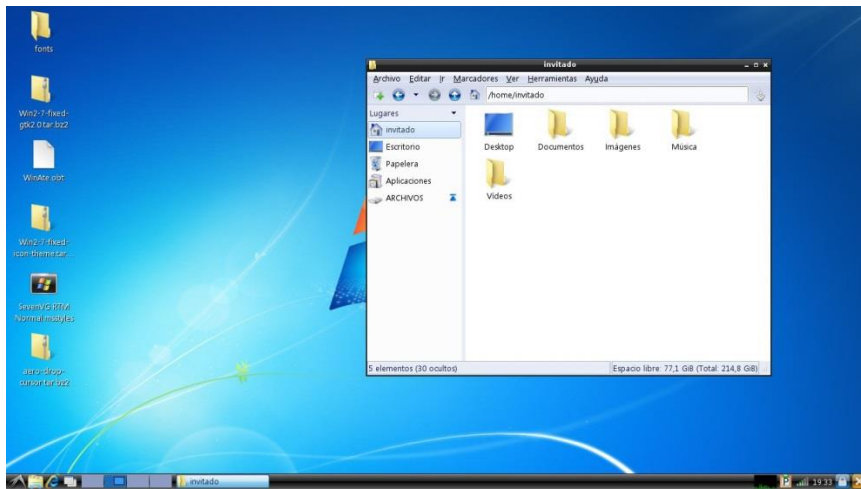 fonts
Win2-7-fixed-
gtk2.0.tar.bz2
WinAte.obt
Win2-7-fixed-
icon-theme.tar....
SevenVG RTM
Normal.msstyles
aero-drop-
cursor.tar.bz2
invitado
Archivo Editar Ir Marcadores Ver Herramientas Ayuda
/home/invitado
Lugares
invitado
Escritorio
Papelera
Aplicaciones
ARCHIVOS
Desktop Documentos Imágenes Música
Videos
5 elementos (30 ocultos) Espacio libre: 77,1 GiB (Total: 214,8 GiB)
invitado
19:33